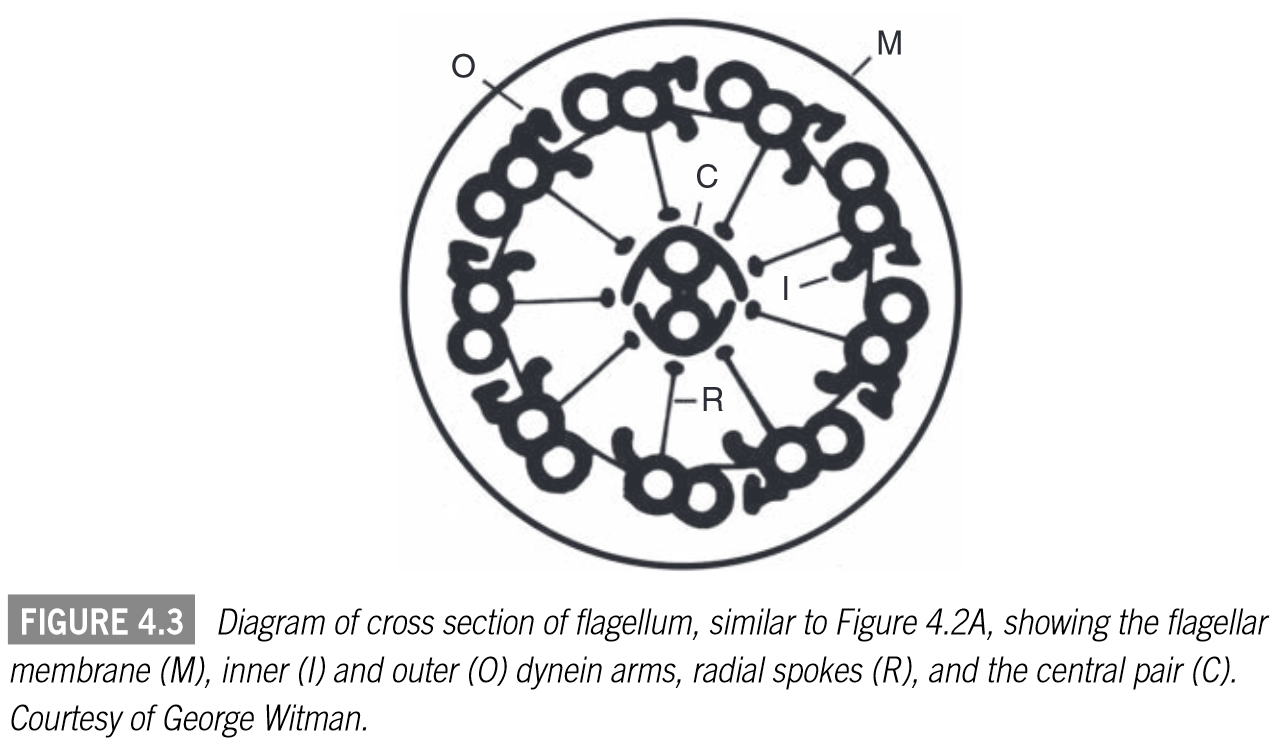 O
M
C
I
R
FIGURE 4.3 Diagram of cross section of flagellum, similar to Figure 4.2A, showing the flagellar
membrane (M), inner (I) and outer (O) dynein arms, radial spokes (R), and the central pair (C).
Courtesy of George Witman.